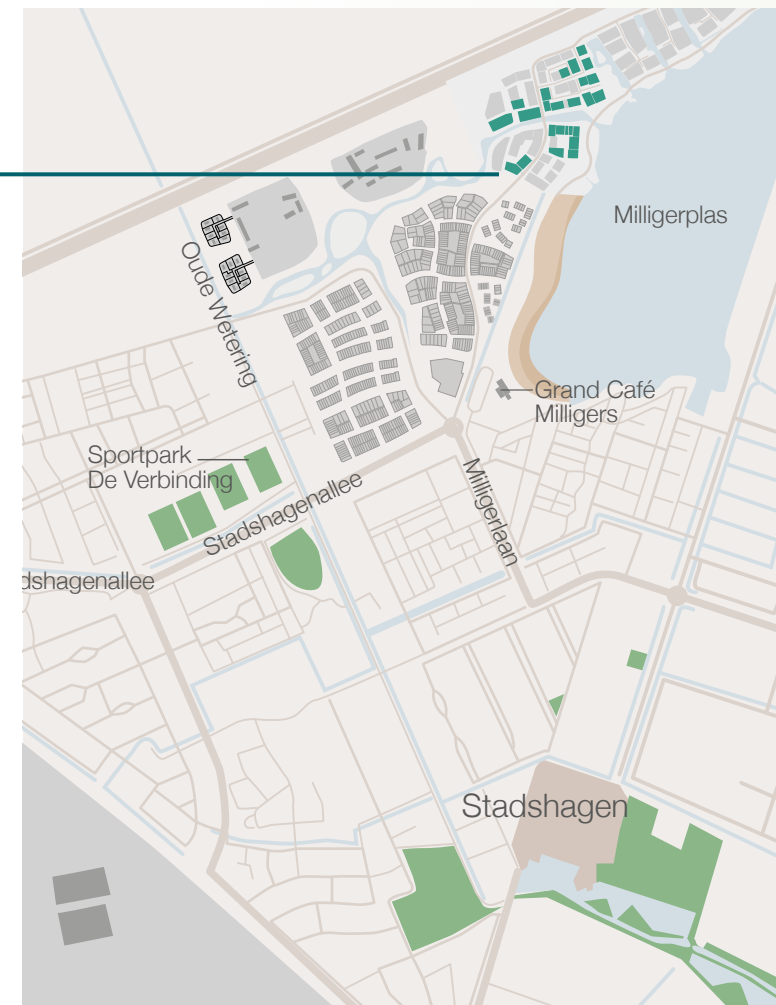 Milligerplas
Oude Wetering
Grand Café
Milligers
Sportpark
De Verbinding
Stadshagenallee
Milligerlaan
dshagenallee
Stadshagen